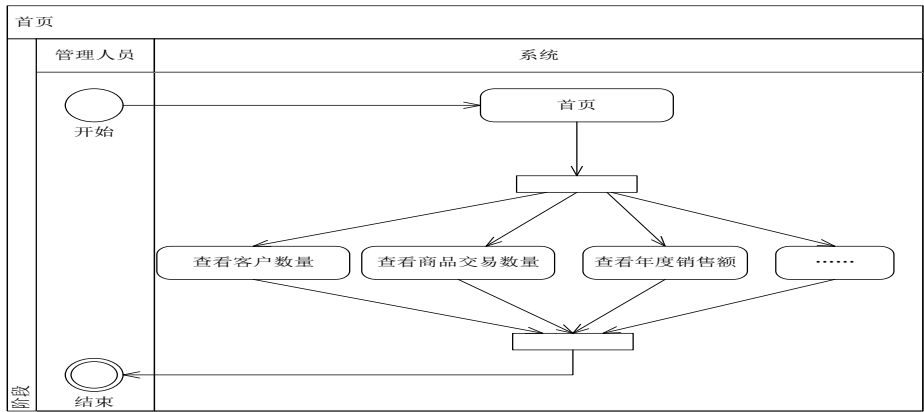 首页
管理人员
系统
首页
开始
查看客户数量
查看商品交易数量
查看年度销售额
……
结束
阶段